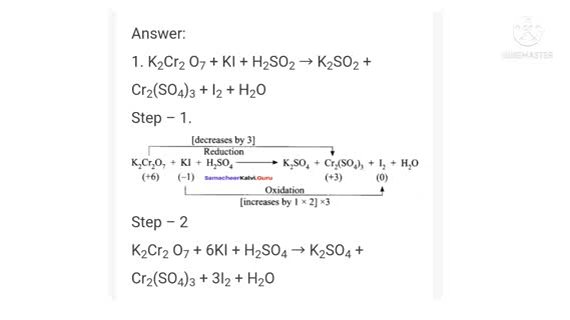 Answer:
1. K₂Cr₂ O₇ + KI + H₂SO₂ → K₂SO₂ +
Cr₂(SO₄)₃ + I₂ + H₂O
Step – 1.
[decreases by 3]
Reduction
K₂Cr₂O₇ + KI + H₂SO₄ → K₂SO₄ + Cr₂(SO₄)₃ + I₂ + H₂O
(+6) (−1) SamacheerKalvi.Guru (+3) (0)
Oxidation
[increases by 1 × 2] ×3
Step – 2
K₂Cr₂ O₇ + 6KI + H₂SO₄ → K₂SO₄ +
Cr₂(SO₄)₃ + 3I₂ + H₂O
KINEMASTER